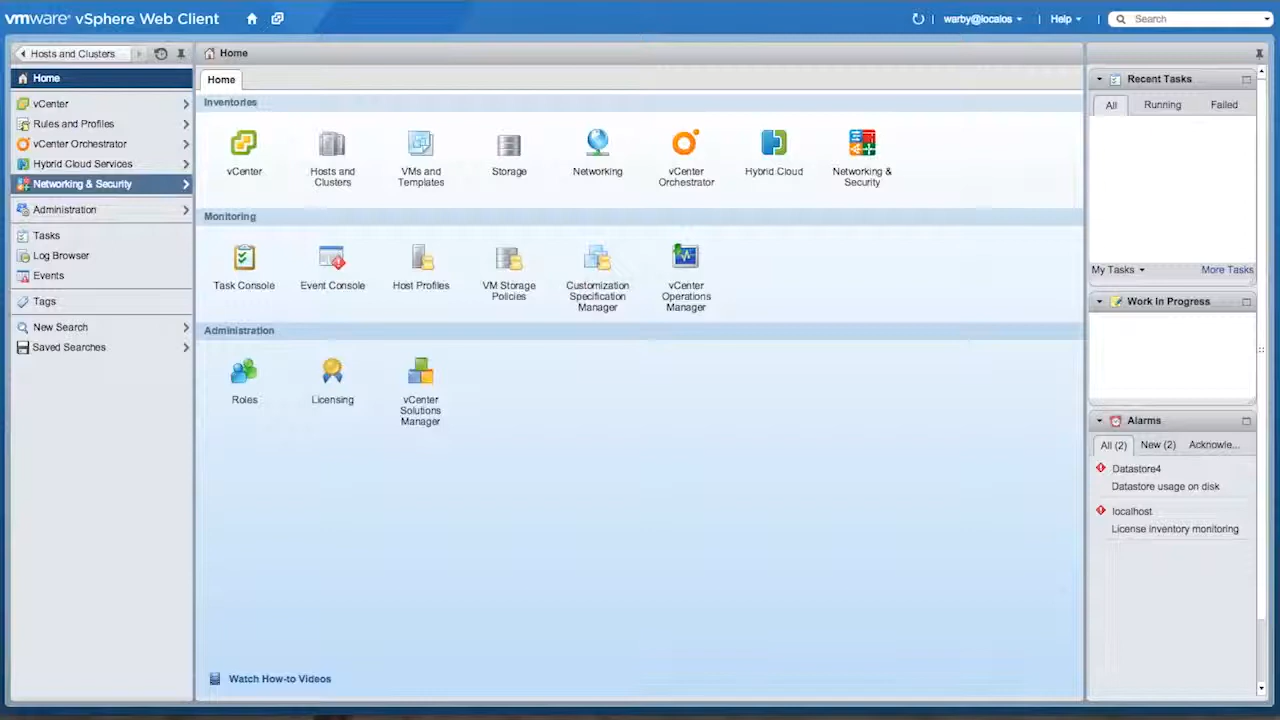 vmware® vSphere Web Client
warby@localos
Help
Search
Hosts and Clusters
Home
vCenter
Rules and Profiles
vCenter Orchestrator
Hybrid Cloud Services
Networking & Security
Administration
Tasks
Log Browser
Events
Tags
New Search
Saved Searches
Home
Home
Inventories
vCenter
Hosts and
Clusters
VMs and
Templates
Storage
Networking
vCenter
Orchestrator
Hybrid Cloud
Networking &
Security
Monitoring
Task Console
Event Console
Host Profiles
VM Storage
Policies
Customization
Specification
Manager
vCenter
Operations
Manager
Administration
Roles
Licensing
vCenter
Solutions
Manager
Watch How-to Videos
Recent Tasks
All Running Failed
My Tasks More Tasks
Work In Progress
Alarms
All (2) New (2) Acknowle...
Datastore4
Datastore usage on disk
localhost
License inventory monitoring